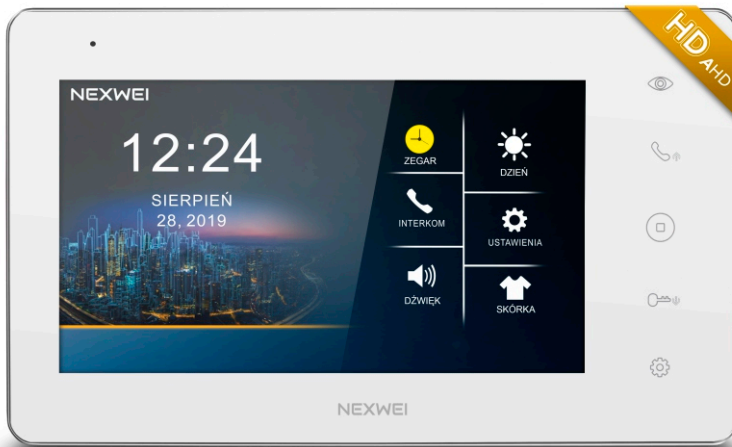 HD AHD
NEXWEI
12:24
SIERPIEŃ
28, 2019
ZEGAR
DZIEŃ
INTERKOM
USTAWIENIA
DŹWIĘK
SKÓRKA
NEXWEI